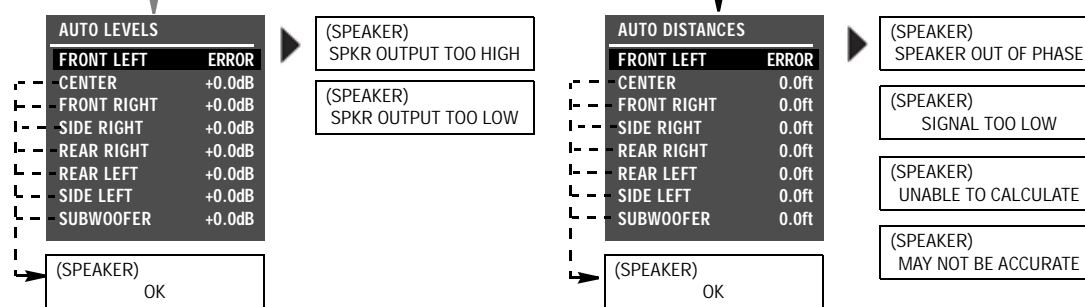 AUTO LEVELS
FRONT LEFT ERROR
CENTER +0.0dB
FRONT RIGHT +0.0dB
SIDE RIGHT +0.0dB
REAR RIGHT +0.0dB
REAR LEFT +0.0dB
SIDE LEFT +0.0dB
SUBWOOFER +0.0dB
(SPEAKER)
OK
(SPEAKER)
SPKR OUTPUT TOO HIGH
(SPEAKER)
SPKR OUTPUT TOO LOW
AUTO DISTANCES
FRONT LEFT ERROR
CENTER 0.0ft
FRONT RIGHT 0.0ft
SIDE RIGHT 0.0ft
REAR RIGHT 0.0ft
REAR LEFT 0.0ft
SIDE LEFT 0.0ft
SUBWOOFER 0.0ft
(SPEAKER)
OK
(SPEAKER)
SPEAKER OUT OF PHASE
(SPEAKER)
SIGNAL TOO LOW
(SPEAKER)
UNABLE TO CALCULATE
(SPEAKER)
MAY NOT BE ACCURATE